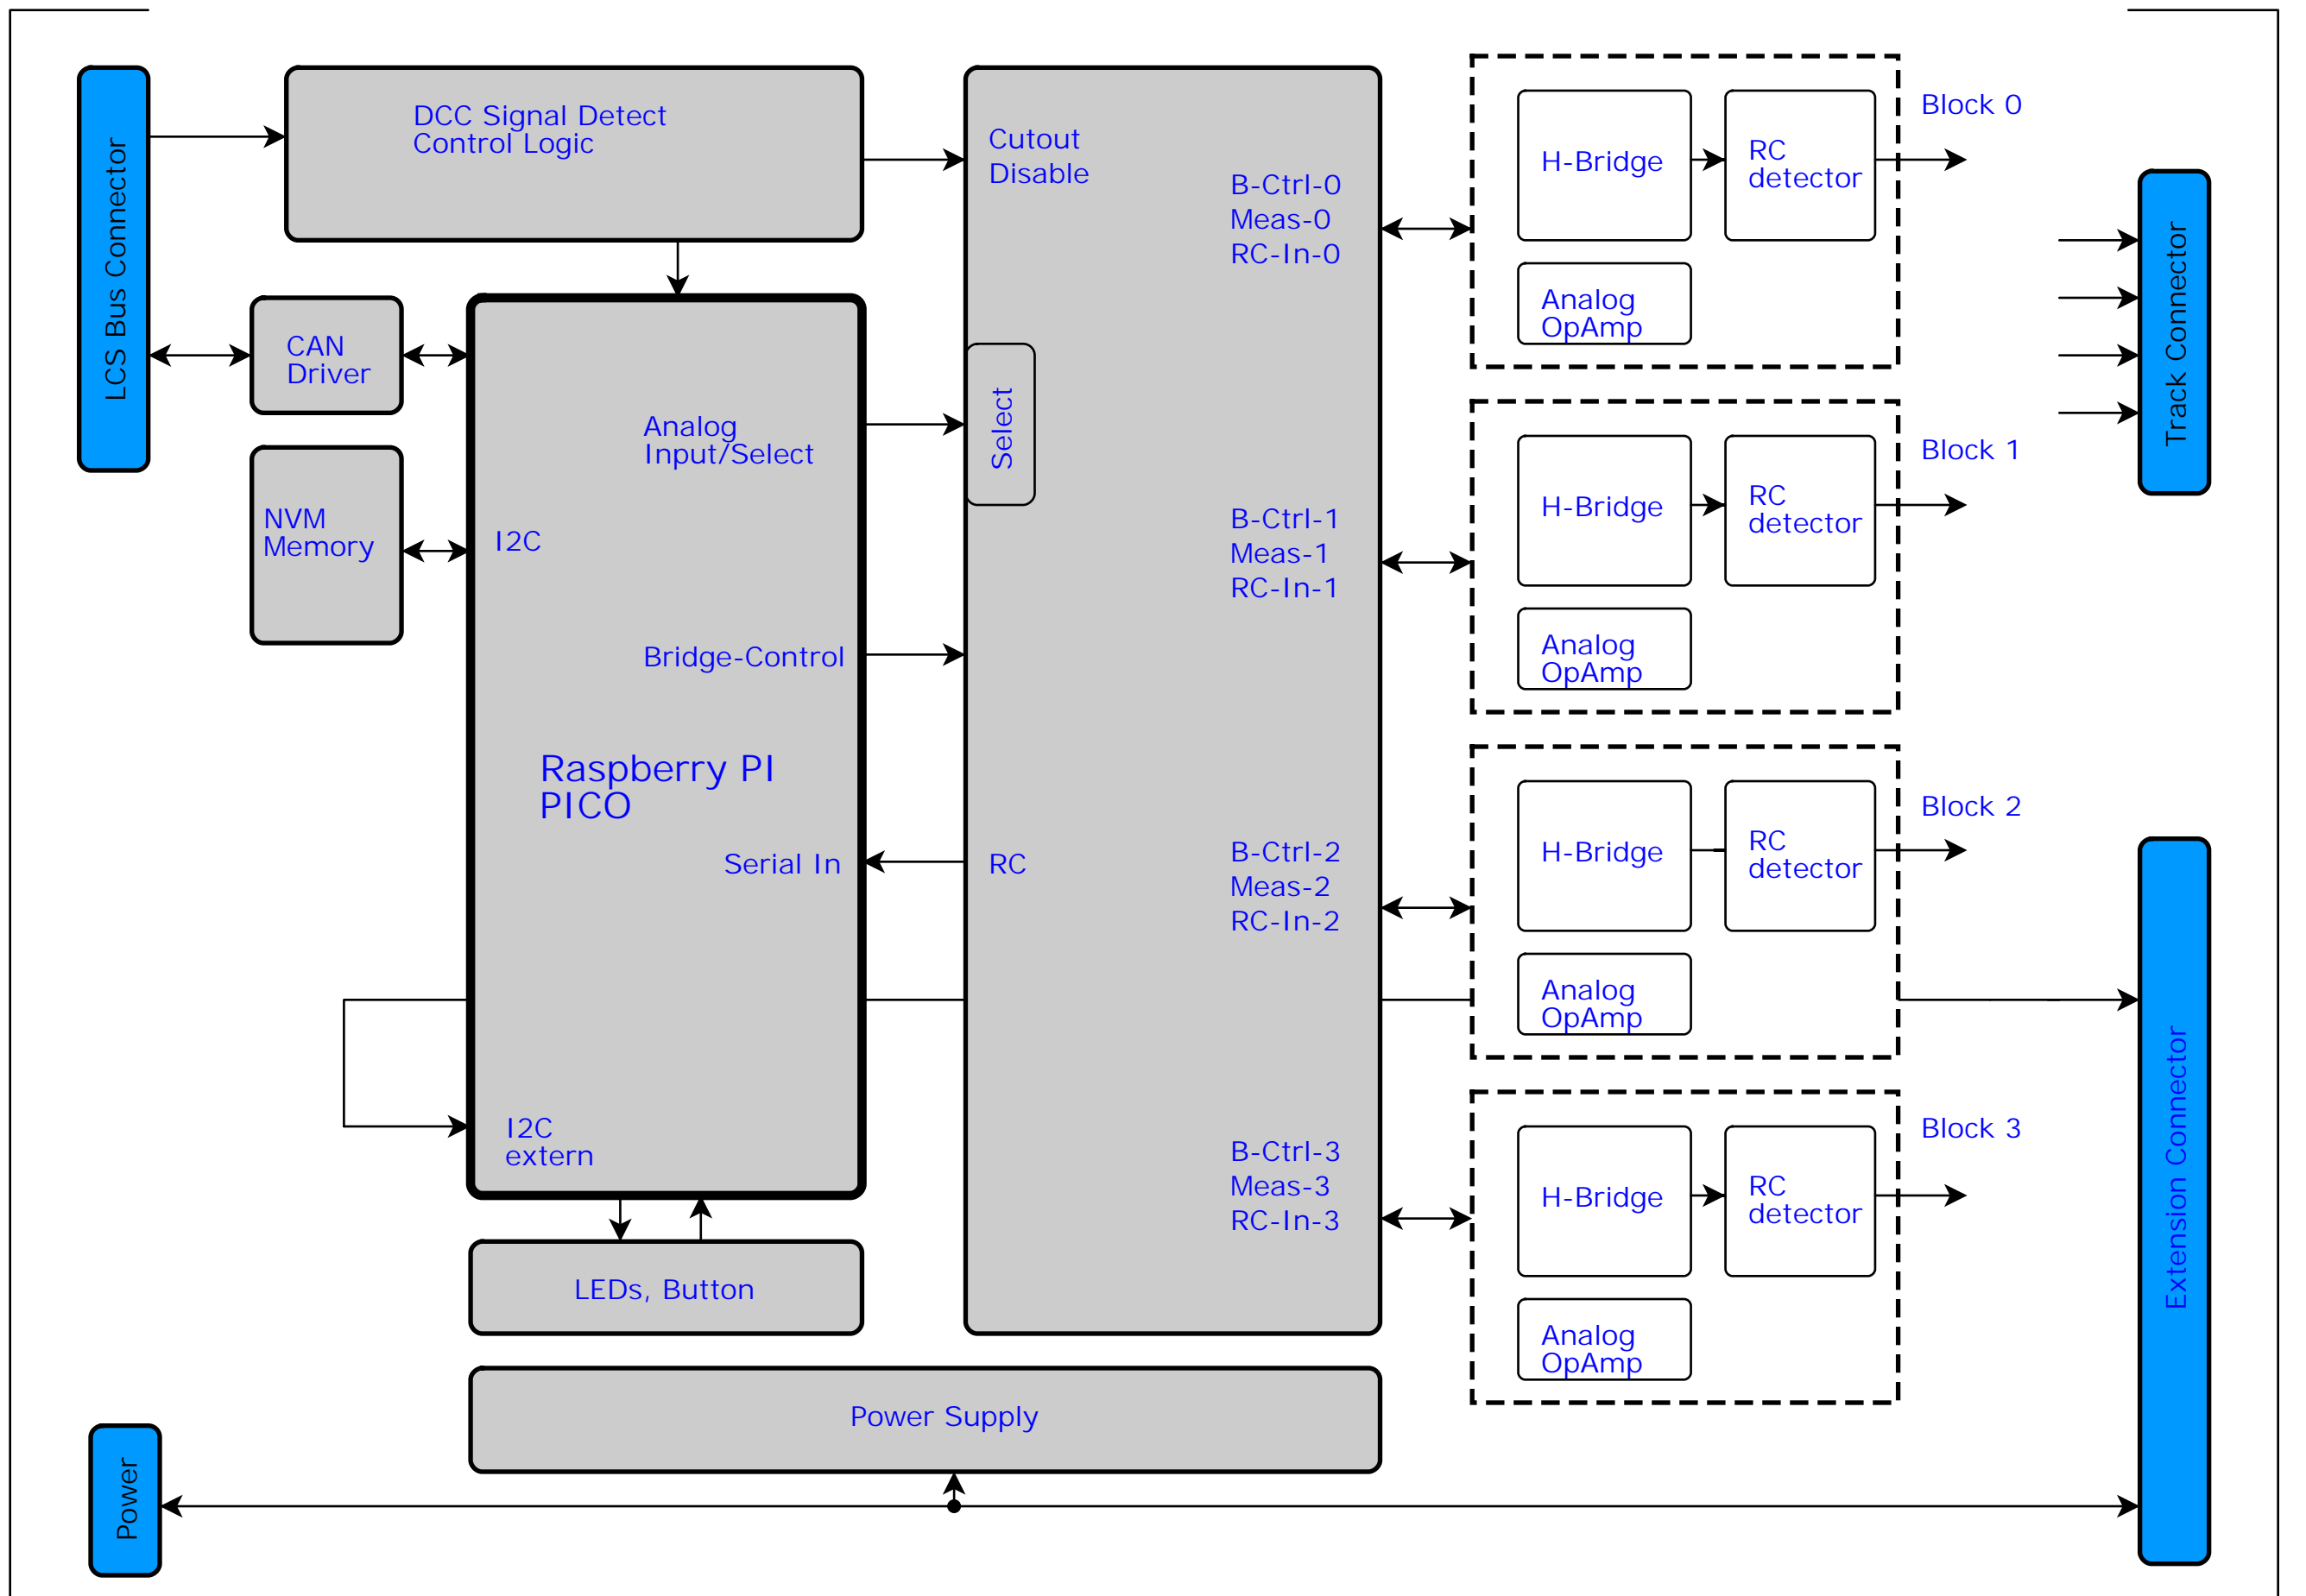 LCS Bus Connector
DCC Signal Detect
Control Logic
CAN
Driver
NVM
Memory
Analog
Input/Select
I2C
Bridge-Control
Raspberry PI
PICO
Serial In
I2C
extern
LEDs, Button
Power Supply
Power
Cutout
Disable
Select
RC
B-Ctrl-0
Meas-0
RC-In-0
B-Ctrl-1
Meas-1
RC-In-1
B-Ctrl-2
Meas-2
RC-In-2
B-Ctrl-3
Meas-3
RC-In-3
H-Bridge
RC
detector
Analog
OpAmp
Block 0
H-Bridge
RC
detector
Analog
OpAmp
Block 1
H-Bridge
RC
detector
Analog
OpAmp
Block 2
H-Bridge
RC
detector
Analog
OpAmp
Block 3
Track Connector
Extension Connector